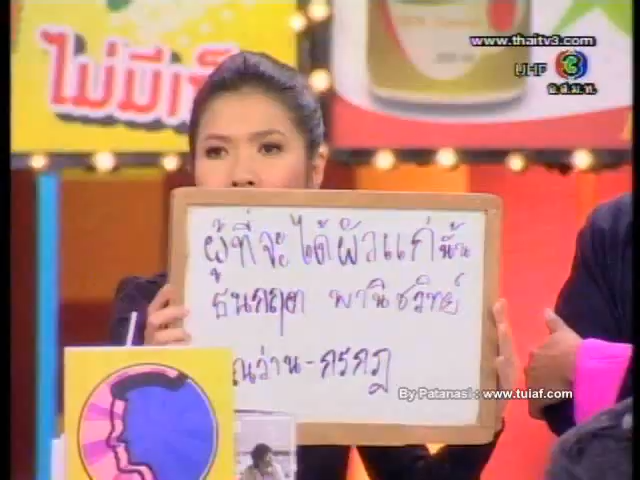 www.thaitv3.com
ไม่มี
UHF 3
อ.ส.ม.ท.
ผู้ที่จะได้ผัวแก่นั้น
ธนกฤต พานิชวิทย์
ณว่าน-กรกฎ
By Patanasi : www.tuiaf.com